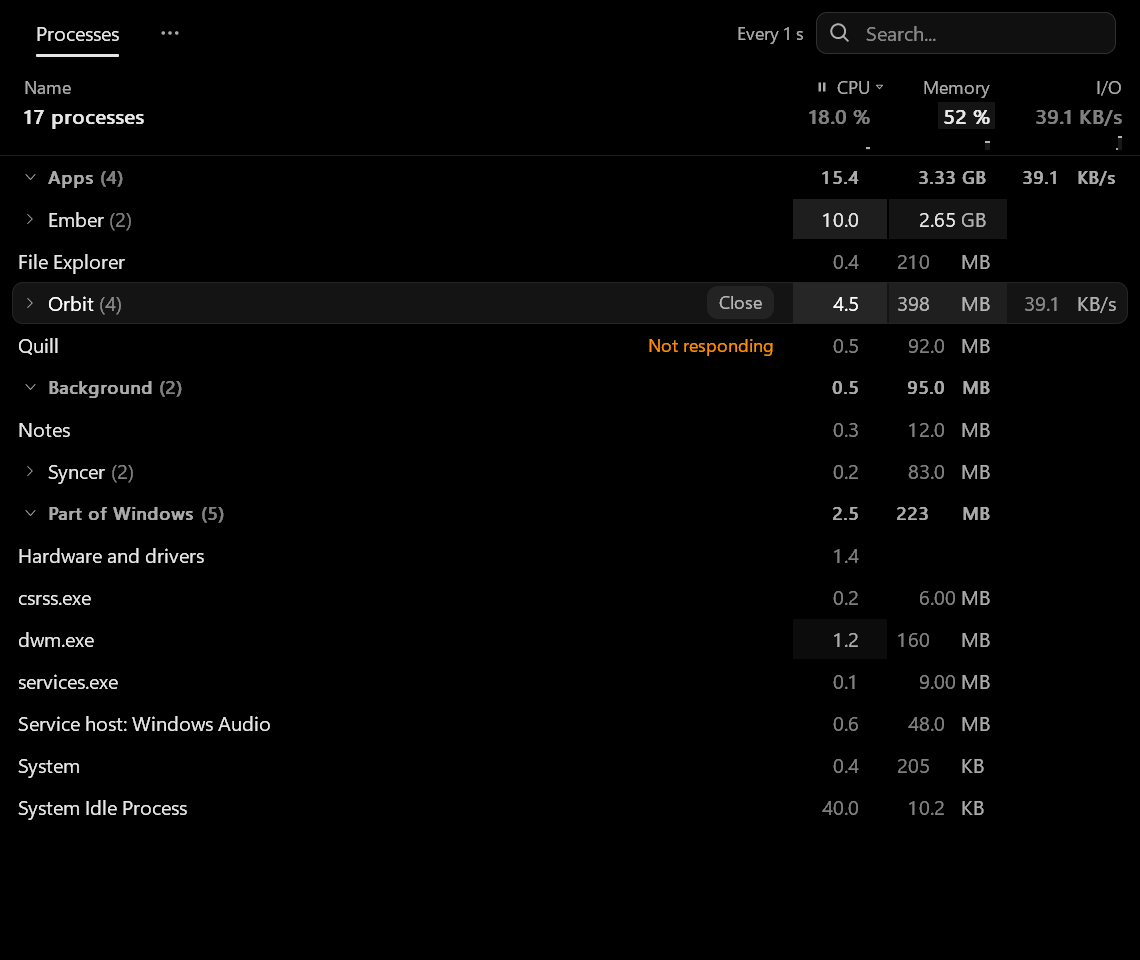 Processes ··· Every 1 s Search...
Name CPU Memory I/O
17 processes 18.0 % 52 % 39.1 KB/s
Apps (4) 15.4 3.33 GB 39.1 KB/s
Ember (2) 10.0 2.65 GB
File Explorer 0.4 210 MB
Orbit (4) Close 4.5 398 MB 39.1 KB/s
Quill Not responding 0.5 92.0 MB
Background (2) 0.5 95.0 MB
Notes 0.3 12.0 MB
Syncer (2) 0.2 83.0 MB
Part of Windows (5) 2.5 223 MB
Hardware and drivers 1.4
csrss.exe 0.2 6.00 MB
dwm.exe 1.2 160 MB
services.exe 0.1 9.00 MB
Service host: Windows Audio 0.6 48.0 MB
System 0.4 205 KB
System Idle Process 40.0 10.2 KB